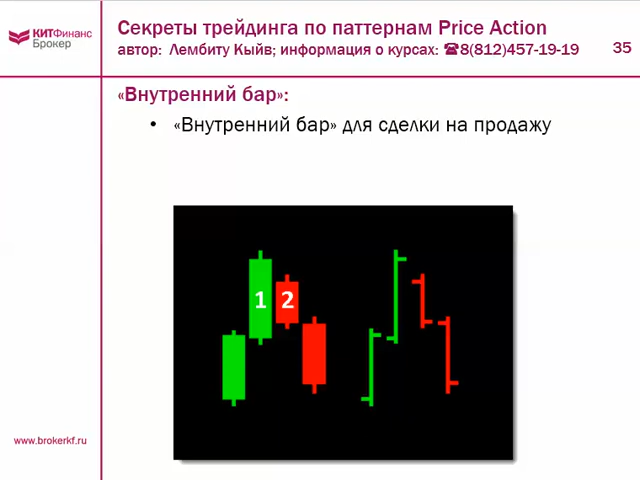 КИТФинанс
Брокер
Секреты трейдинга по паттернам Price Action
автор: Лембиту Кыйв; информация о курсах: ☎8(812)457-19-19
35
«Внутренний бар»:
• «Внутренний бар» для сделки на продажу
1 2
www.brokerkf.ru